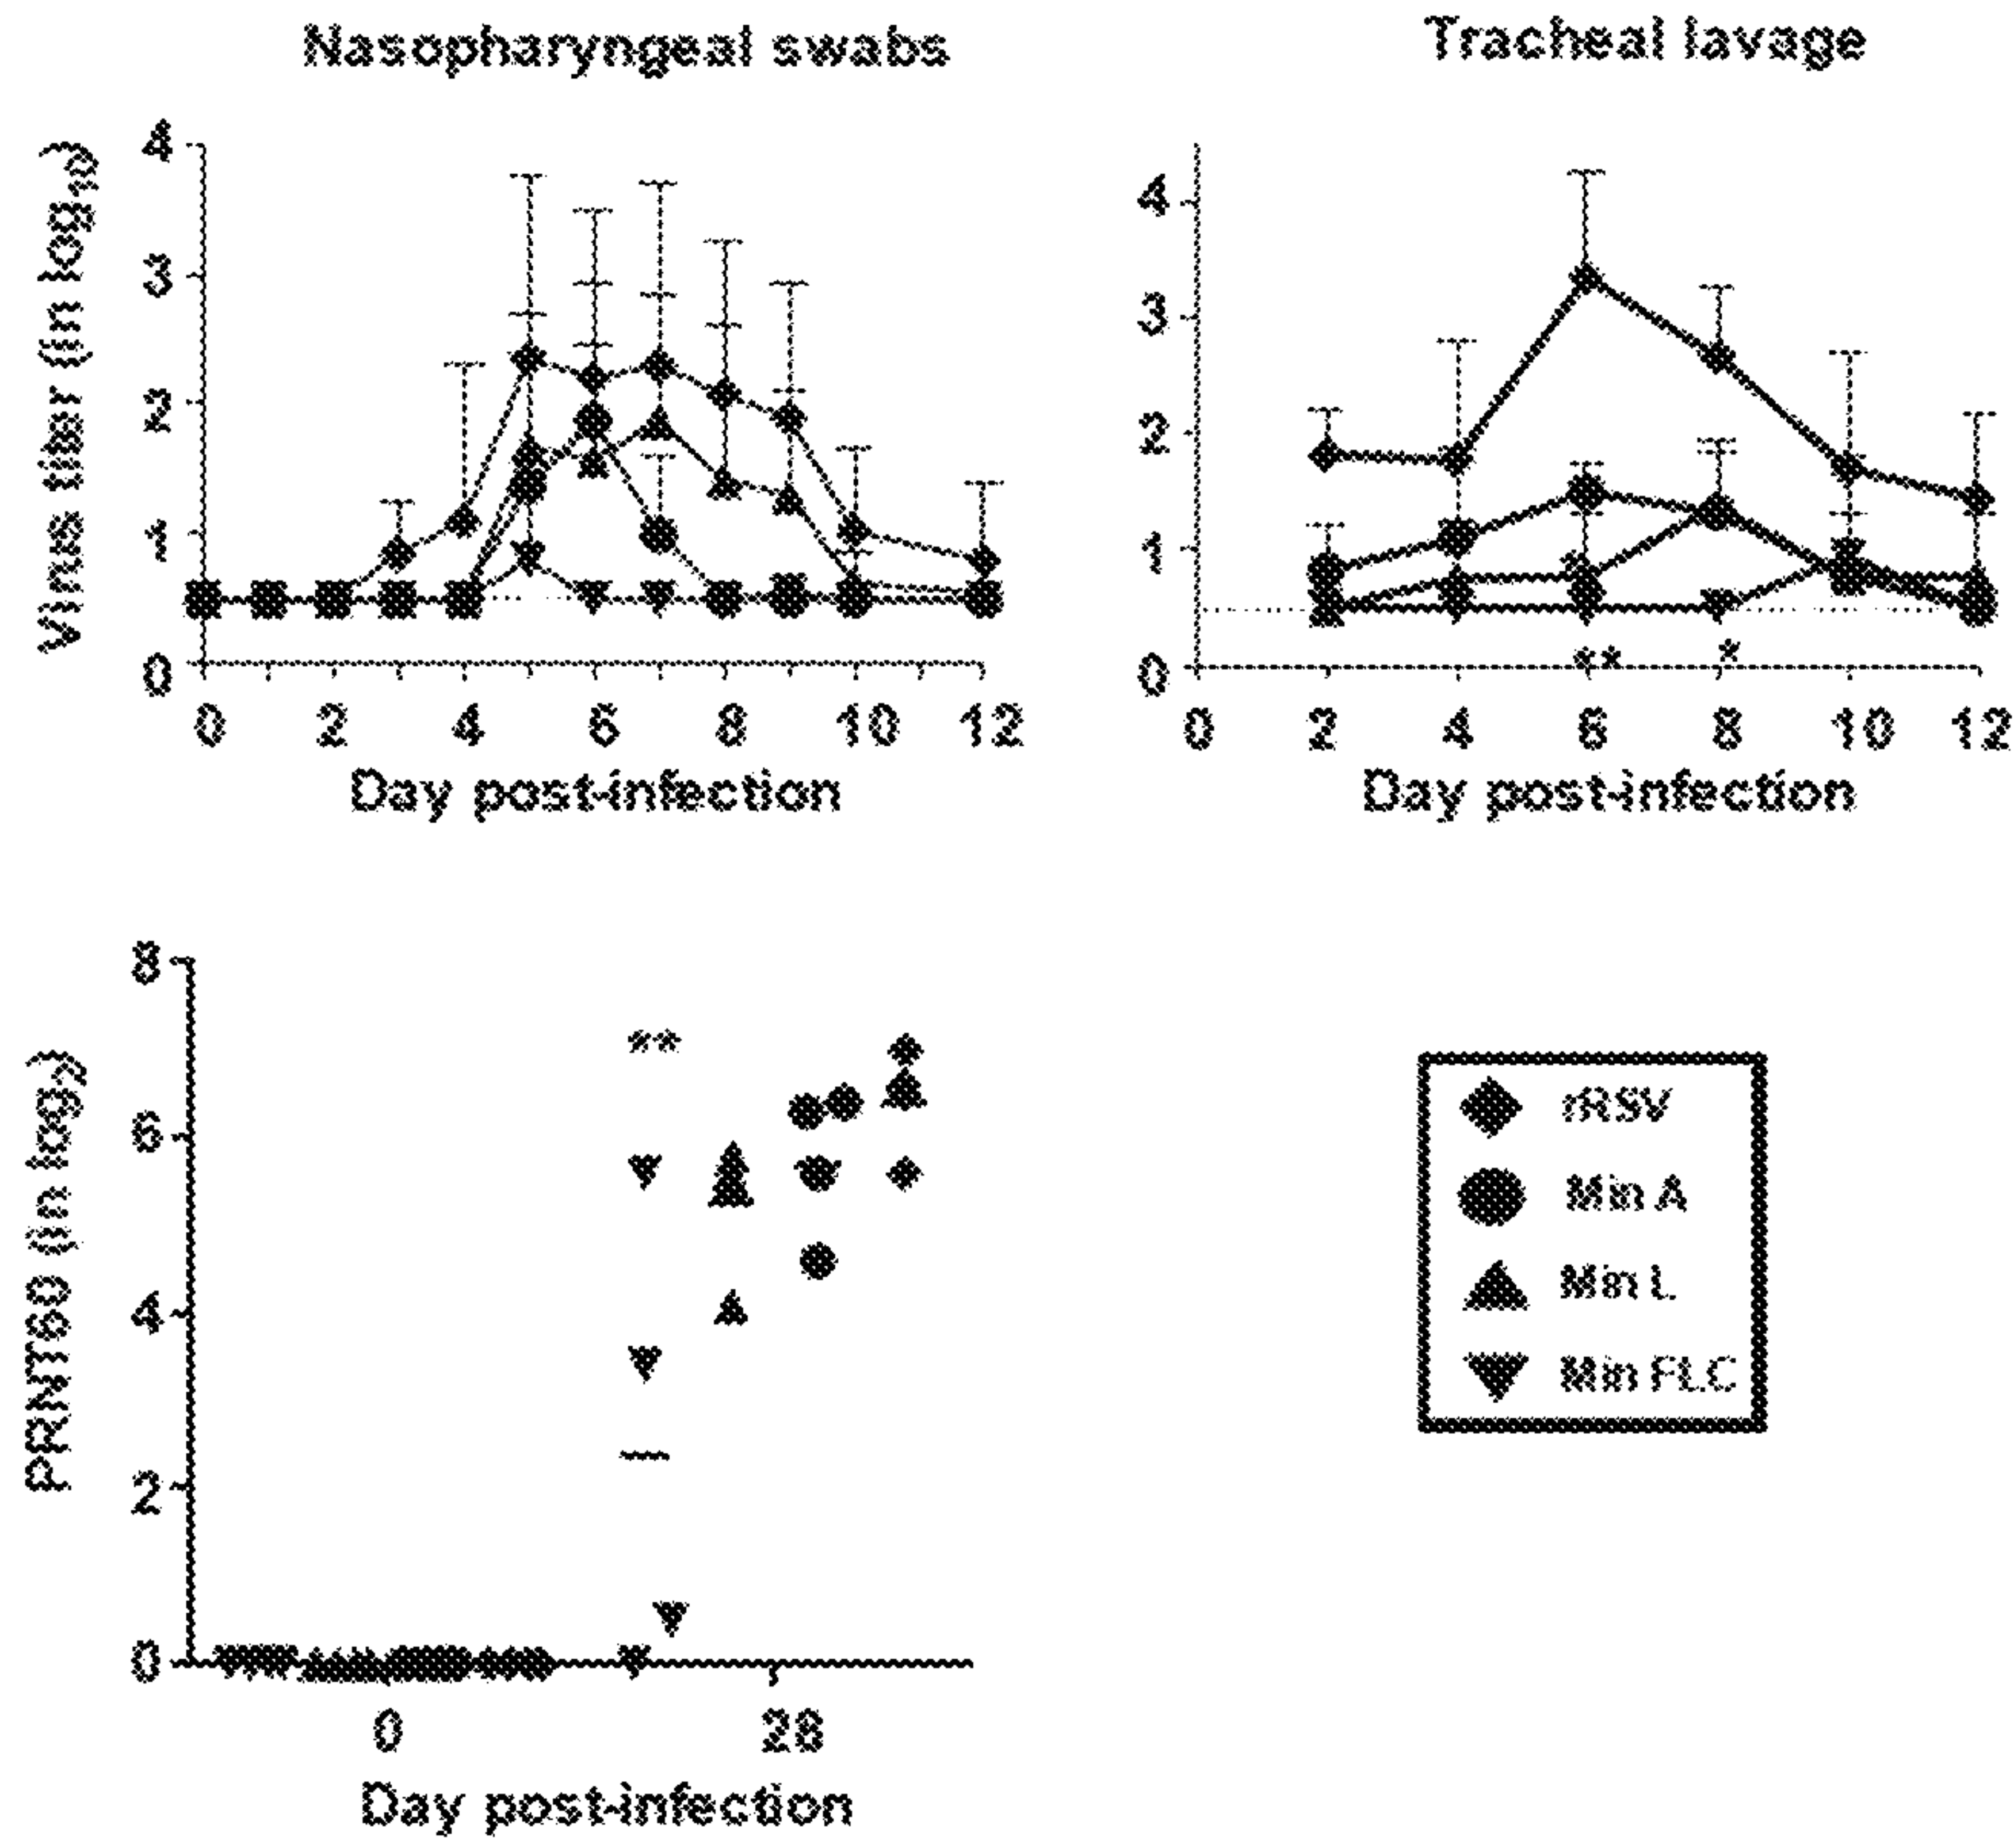 Nasopharyngeal swabs
Virus titer (in log10)
4
3
2
1
0
0 2 4 6 8 10 12
Day post-infection
Tracheal lavage
4
3
2
1
0
** *
0 2 4 6 8 10 12
Day post-infection
PRNT60 (in log2)
8
6
4
2
0
**
0 28
Day post-infection
rRSV
Min A
Min L
Min FLC